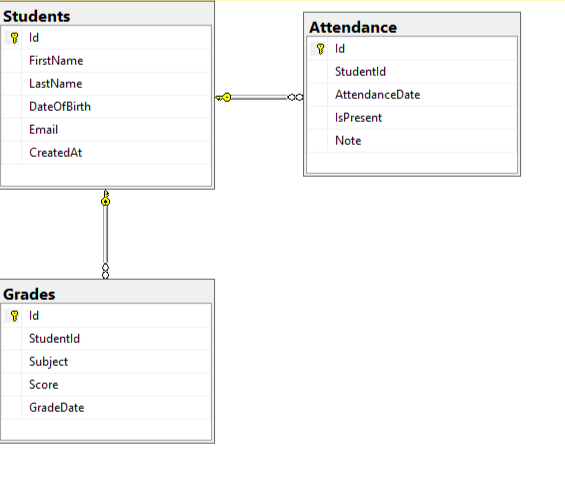 Students
Id
FirstName
LastName
DateOfBirth
Email
CreatedAt
Attendance
Id
StudentId
AttendanceDate
IsPresent
Note
Grades
Id
StudentId
Subject
Score
GradeDate